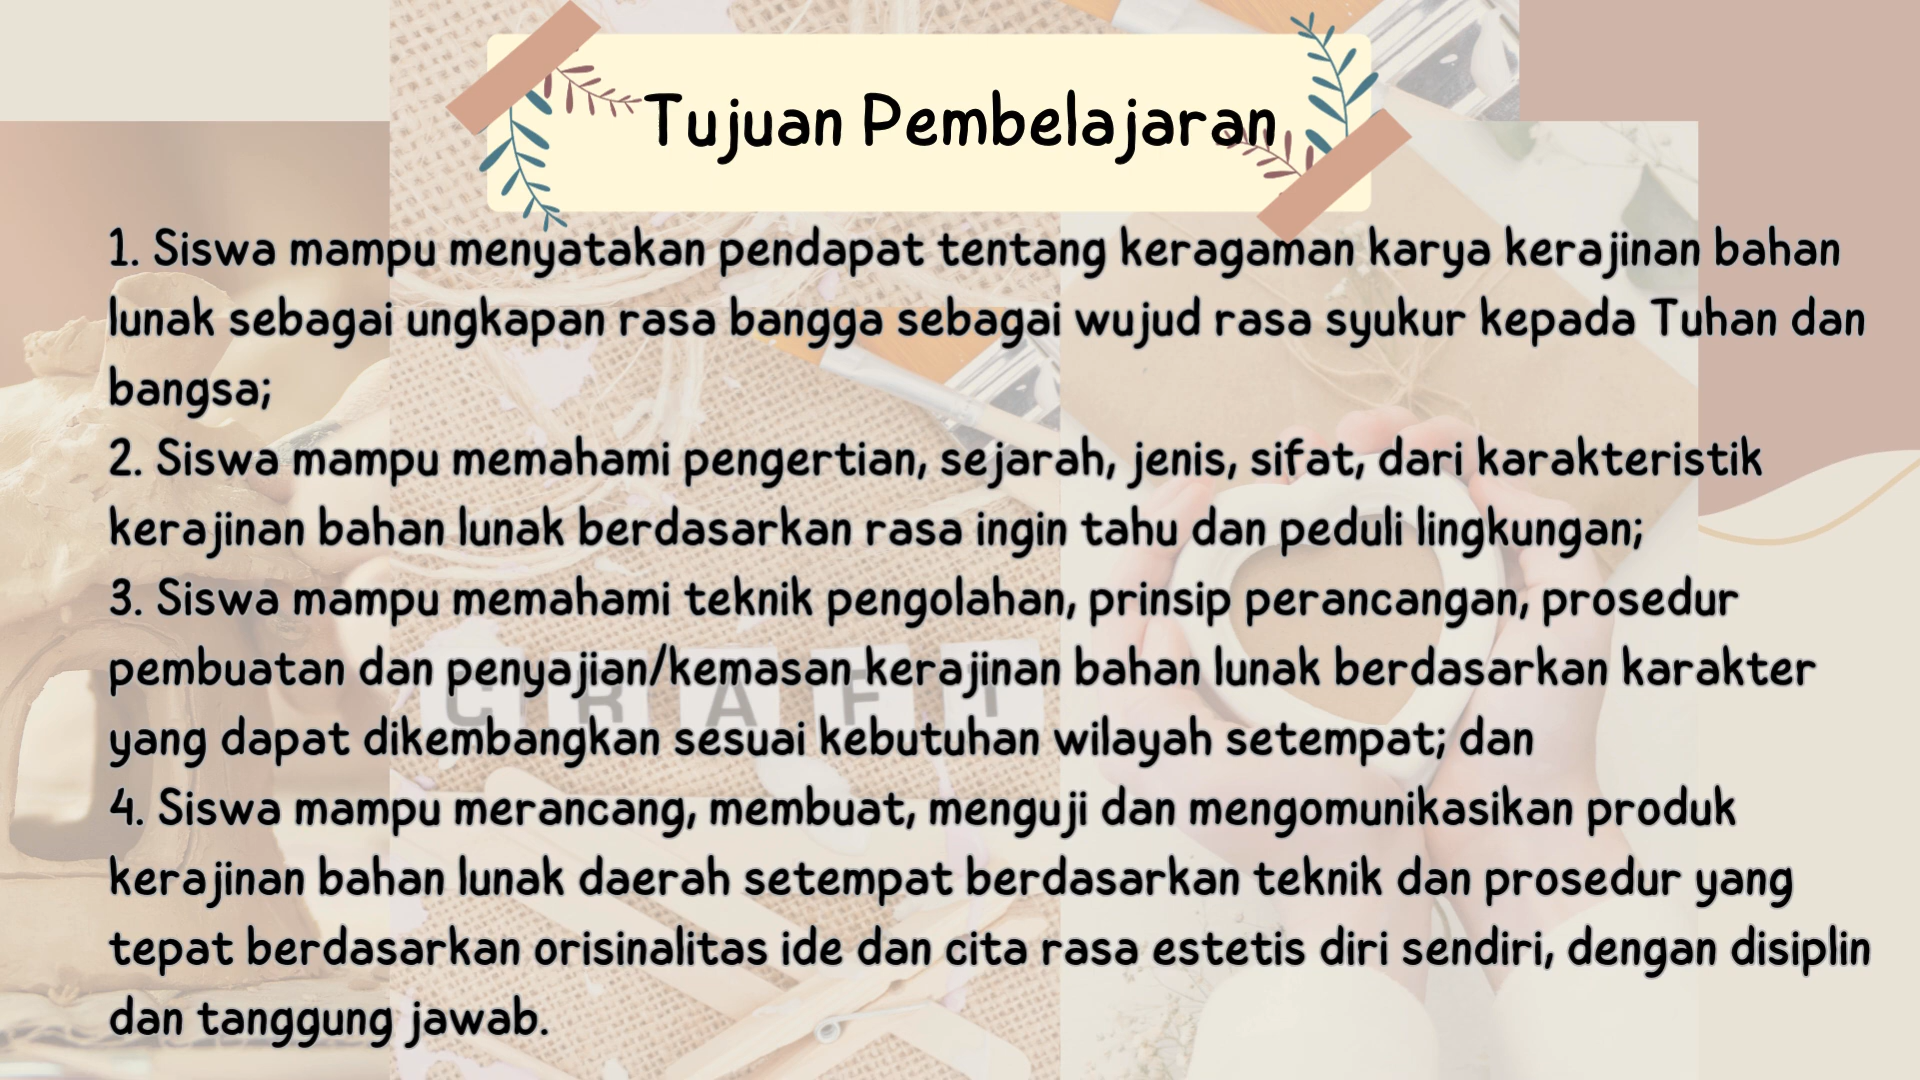 Tujuan Pembelajaran
1. Siswa mampu menyatakan pendapat tentang keragaman karya kerajinan bahan
lunak sebagai ungkapan rasa bangga sebagai wujud rasa syukur kepada Tuhan dan
bangsa;
2. Siswa mampu memahami pengertian, sejarah, jenis, sifat, dari karakteristik
kerajinan bahan lunak berdasarkan rasa ingin tahu dan peduli lingkungan;
3. Siswa mampu memahami teknik pengolahan, prinsip perancangan, prosedur
pembuatan dan penyajian/kemasan kerajinan bahan lunak berdasarkan karakter
CRAFT
yang dapat dikembangkan sesuai kebutuhan wilayah setempat; dan
4. Siswa mampu merancang, membuat, menguji dan mengomunikasikan produk
kerajinan bahan lunak daerah setempat berdasarkan teknik dan prosedur yang
tepat berdasarkan orisinalitas ide dan cita rasa estetis diri sendiri, dengan disiplin
dan tanggung jawab.